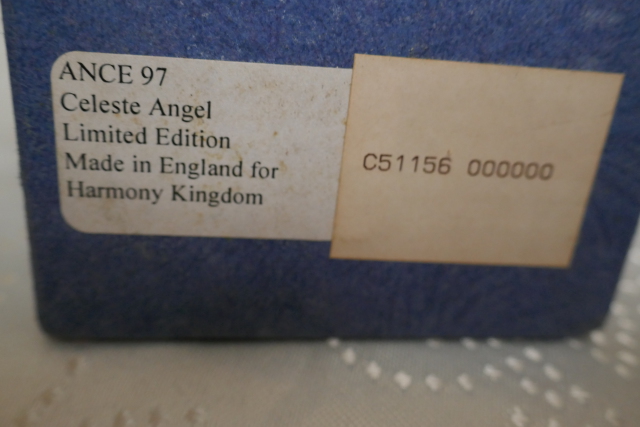 ANCE 97
Celeste Angel
Limited Edition
Made in England for
Harmony Kingdom
C51156 000000